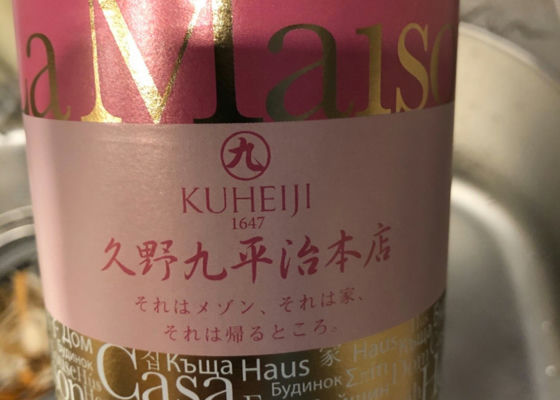 La Maiso
九
KUHEIJI
1647
久野九平治本店
それはメゾン、それは家、
それは帰るところ。
ДОМ
Будинок
집
Къща
Haus
家
Haus
Casa
Будинок
Σπίτι